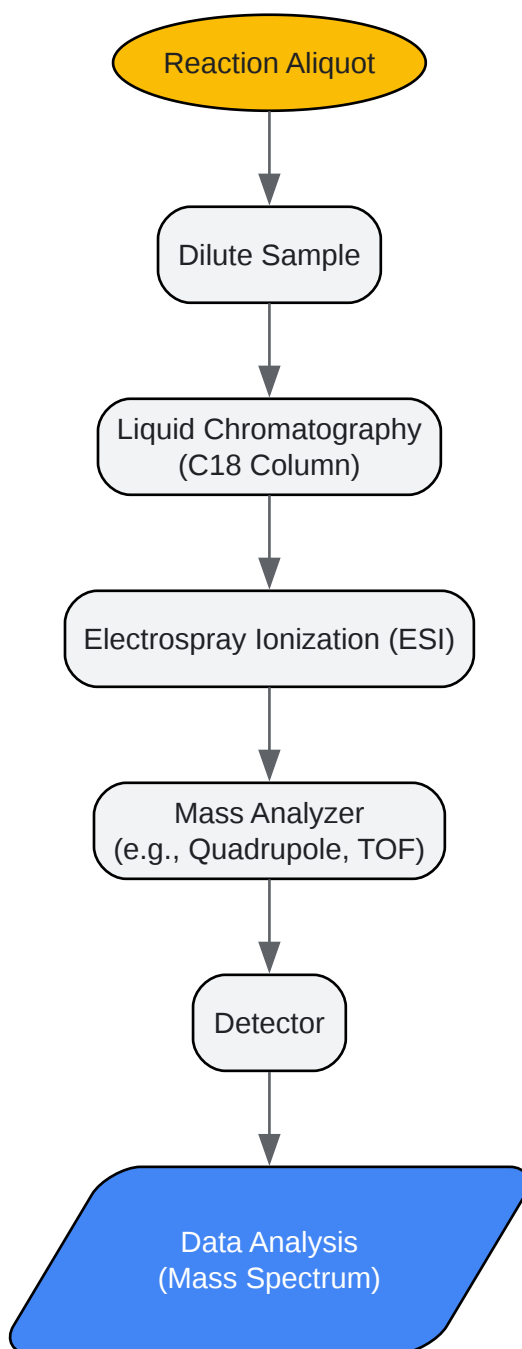 Reaction Aliquot
Dilute Sample
Liquid Chromatography
(C18 Column)
Electrospray Ionization (ESI)
Mass Analyzer
(e.g., Quadrupole, TOF)
Detector
Data Analysis
(Mass Spectrum)